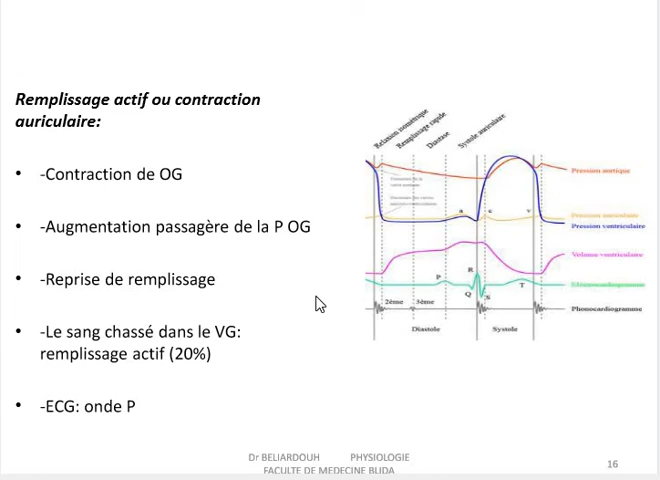 Remplissage actif ou contraction
auriculaire:
• -Contraction de OG
• -Augmentation passagère de la P OG
• -Reprise de remplissage
• -Le sang chassé dans le VG:
remplissage actif (20%)
• -ECG: onde P
Relaxation isométrique
Remplissage rapide
Diastase
Systole auriculaire
Pression aortique
a
c
v
Pression auriculaire
Pression ventriculaire
Volume ventriculaire
P
R
Q
S
T
Electrocardiogramme
2ème 3ème
Phonocardiogramme
Diastole
Systole
Dr BELIARDOUH PHYSIOLOGIE
FACULTE DE MEDECINE BLIDA
16